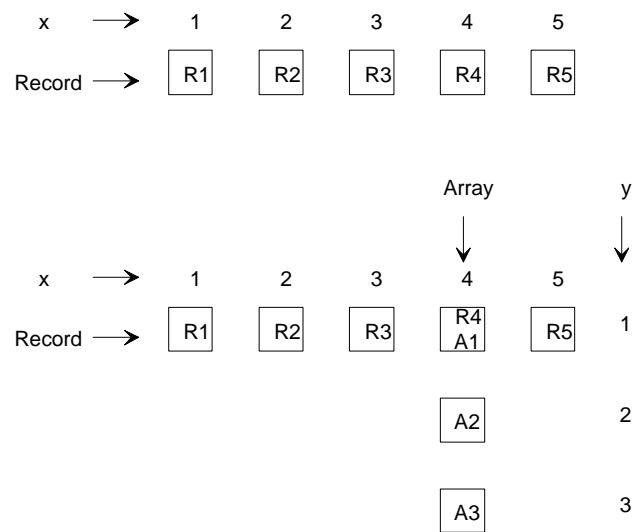 x 1 2 3 4 5
Record R1 R2 R3 R4 R5
Array y
x 1 2 3 4 5
Record R1 R2 R3 R4 R5 1
A1
A2 2
A3 3